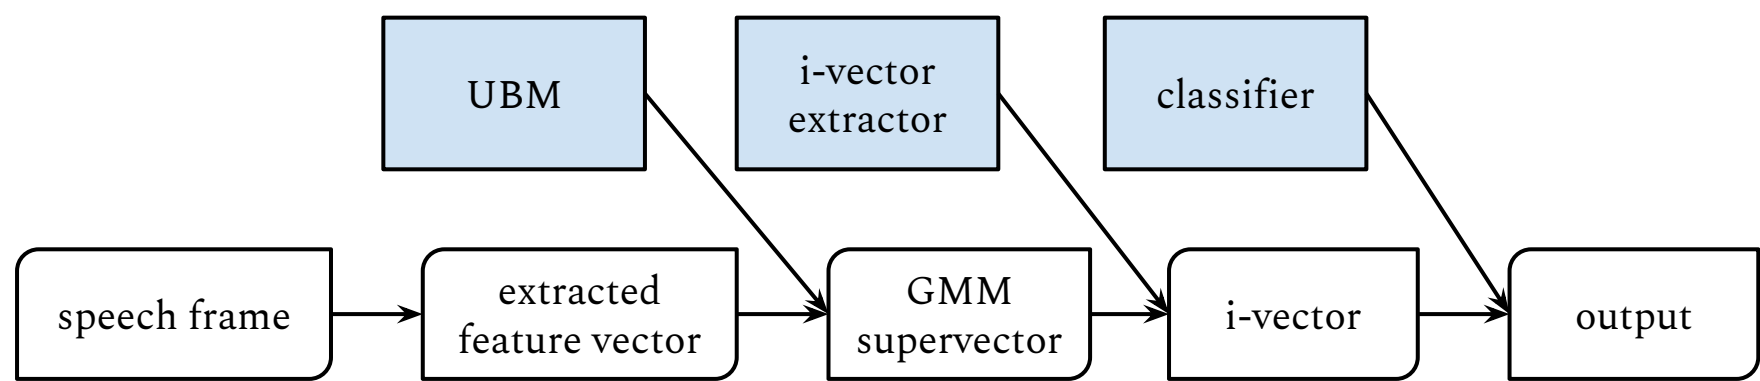 UBM
i-vector
extractor
classifier
speech frame
extracted
feature vector
GMM
supervector
i-vector
output